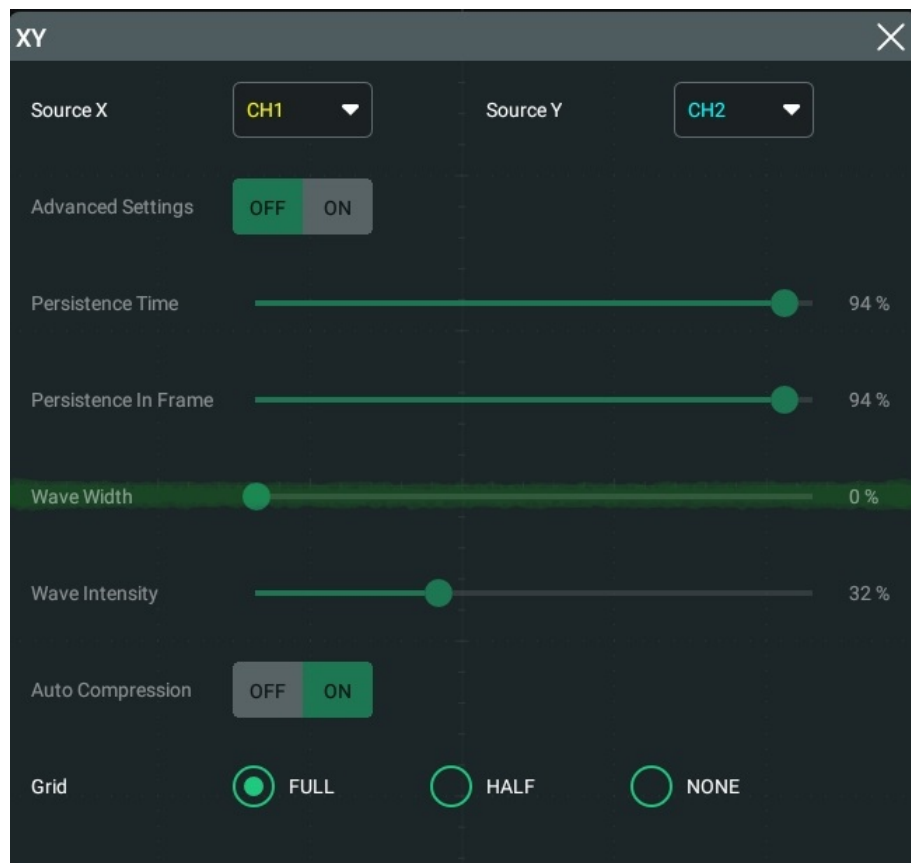 XY
Source X CH1 Source Y CH2
Advanced Settings OFF ON
Persistence Time 94 %
Persistence In Frame 94 %
Wave Width 0 %
Wave Intensity 32 %
Auto Compression OFF ON
Grid FULL HALF NONE